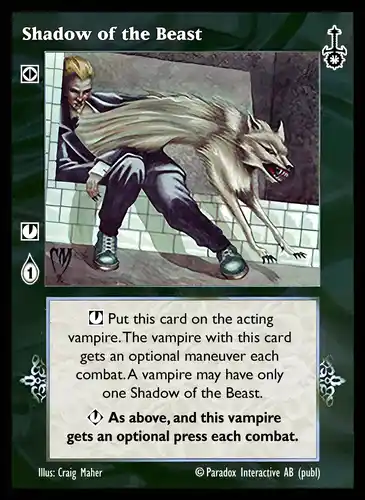 Shadow of the Beast
1
Put this card on the acting
vampire. The vampire with this card
gets an optional maneuver each
combat. A vampire may have only
one Shadow of the Beast.
As above, and this vampire
gets an optional press each combat.
Illus: Craig Maher © Paradox Interactive AB (publ)